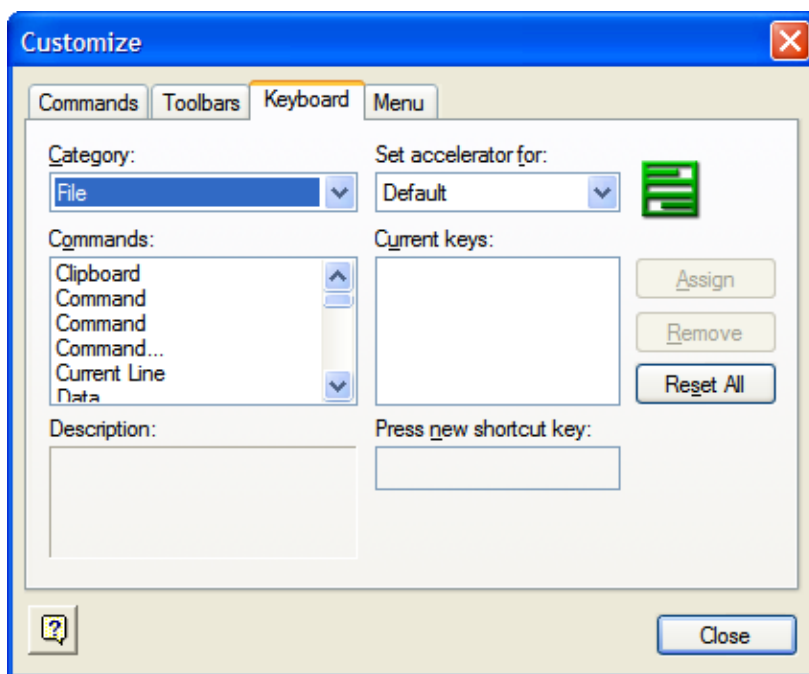 Customize
Commands Toolbars Keyboard Menu
Category: Set accelerator for:
File Default
Commands: Current keys:
Clipboard
Command Assign
Command
Command... Remove
Current Line
Data Reset All
Description: Press new shortcut key:
?
Close